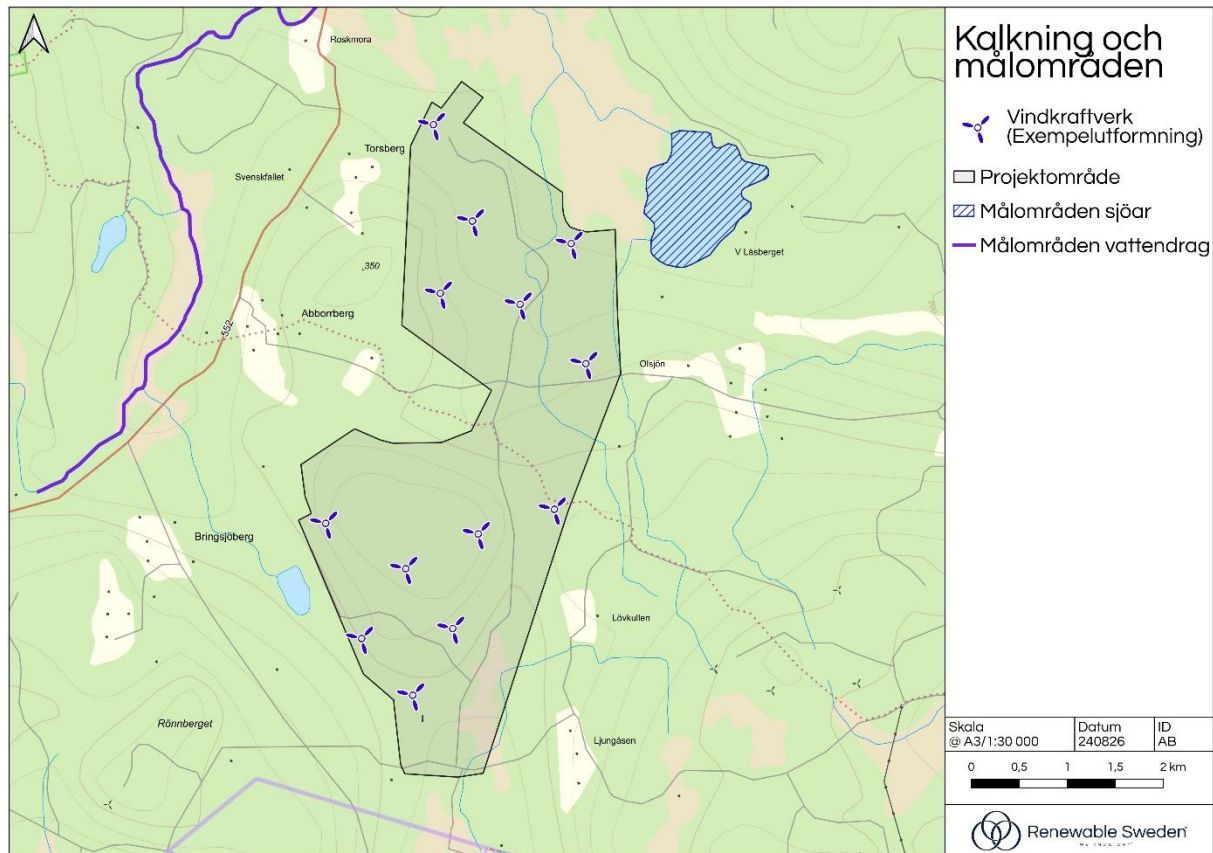 Kalkning och
målområden
Vindkraftverk
(Exempelutformning)
Projektområde
Målområden sjöar
Målområden vattendrag
Roskmora
Torsberg
Svenskfallet
V Låsberget
350
Abborrberg
552
Olsjön
Bringsjöberg
Lövkullen
Rönnberget
Ljungåsen
Skala
@ A3/1:30 000
Datum
240826
ID
AB
0 0,5 1 1,5 2 km
Renewable Sweden